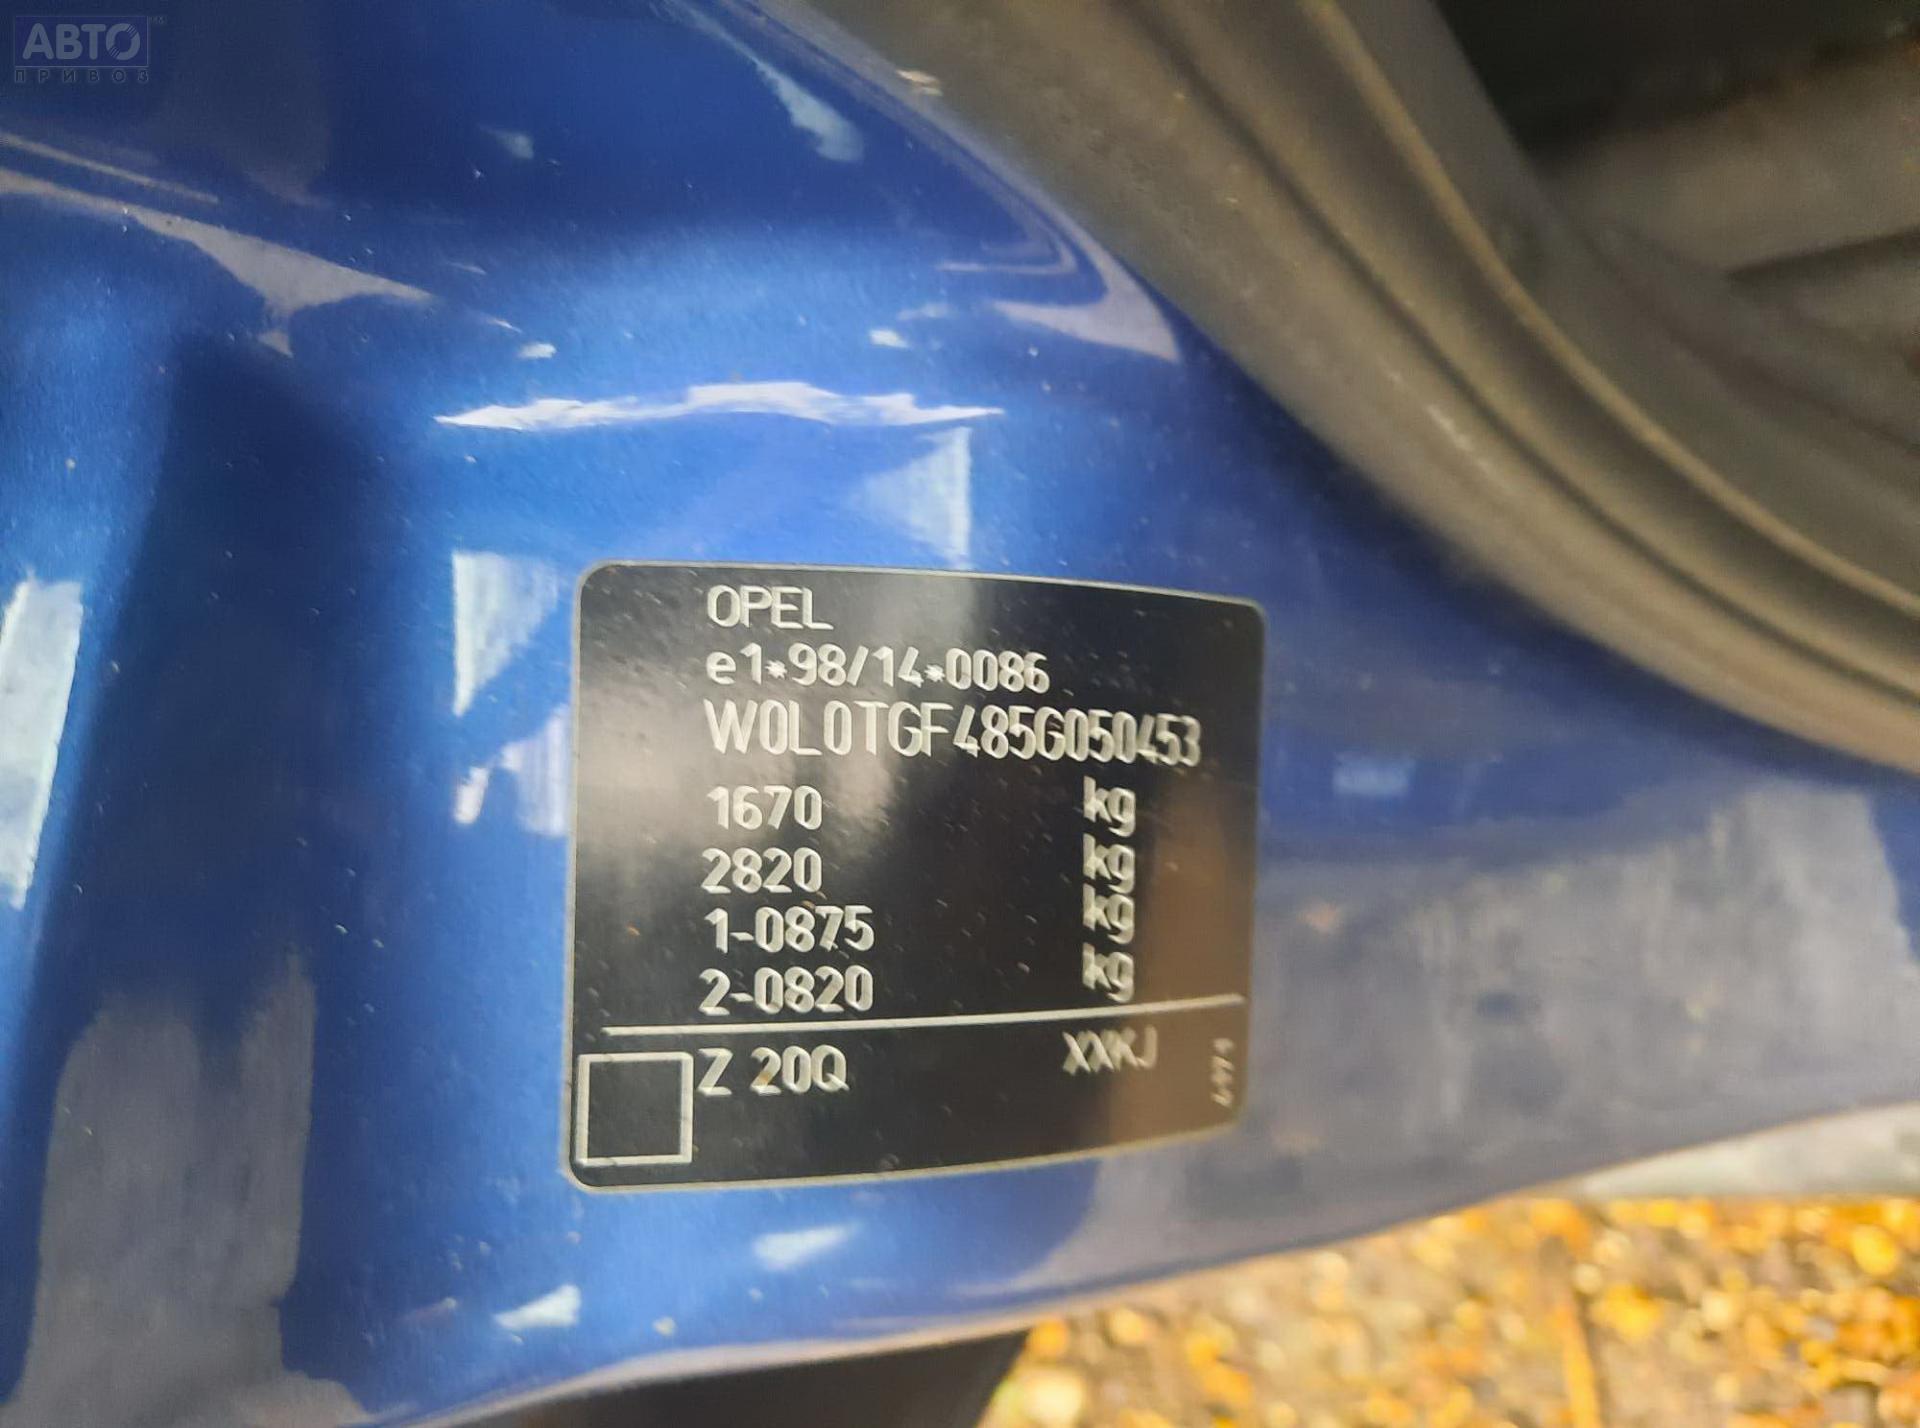 АВТО
ПРИВОЗ
OPEL
e1*98/14*0086
W0L0TGF485G050453
1670 kg
2820 kg
1-0875 kg
2-0820 kg
Z 20Q XXKJ